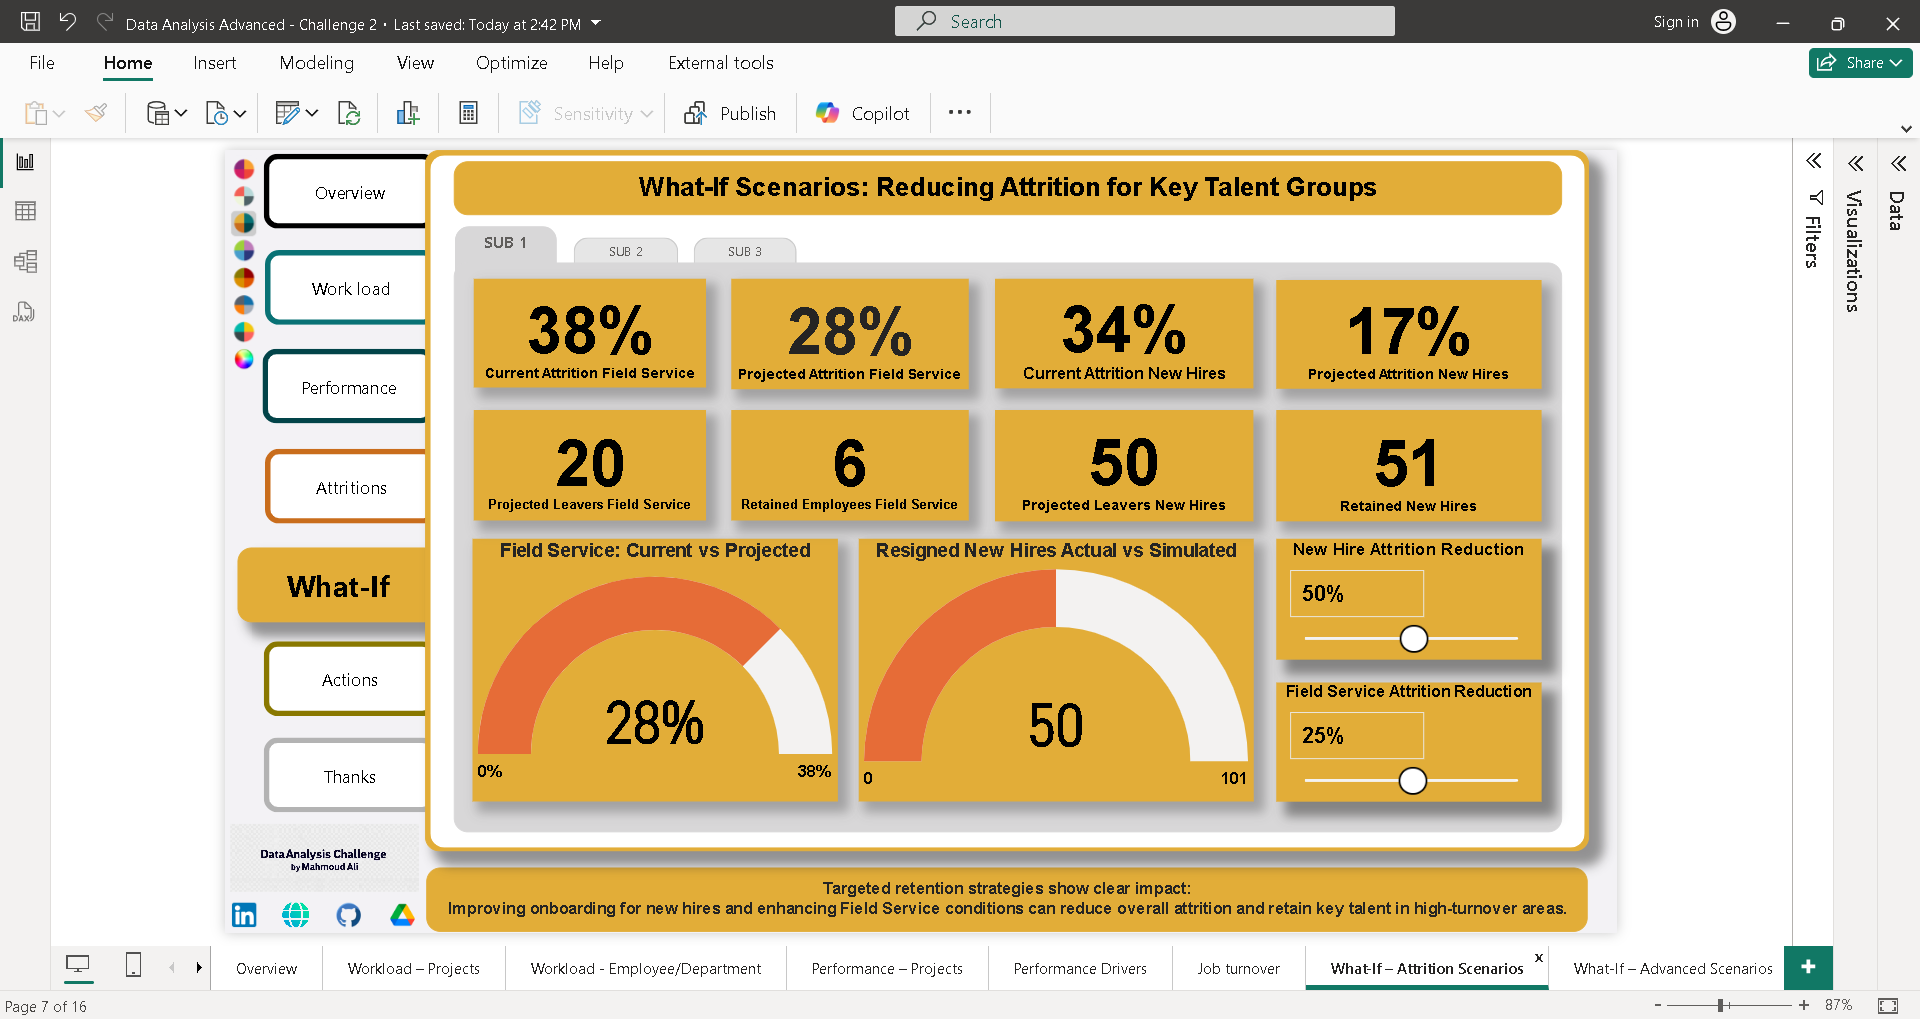 Data Analysis Advanced - Challenge 2 • Last saved: Today at 2:42 PM
Search
Sign in
File
Home
Insert
Modeling
View
Optimize
Help
External tools
Share
Sensitivity
Publish
Copilot
DAX
Overview
Work load
Performance
Attritions
What-If
Actions
Thanks
Data Analysis Challenge
by Mahmoud Ali
What-If Scenarios: Reducing Attrition for Key Talent Groups
SUB 1
SUB 2
SUB 3
38%
Current Attrition Field Service
28%
Projected Attrition Field Service
34%
Current Attrition New Hires
17%
Projected Attrition New Hires
20
Projected Leavers Field Service
6
Retained Employees Field Service
50
Projected Leavers New Hires
51
Retained New Hires
Field Service: Current vs Projected
28%
0%
38%
Resigned New Hires Actual vs Simulated
50
0
101
New Hire Attrition Reduction
50%
Field Service Attrition Reduction
25%
Targeted retention strategies show clear impact:
Improving onboarding for new hires and enhancing Field Service conditions can reduce overall attrition and retain key talent in high-turnover areas.
Filters
Visualizations
Data
Overview
Workload – Projects
Workload - Employee/Department
Performance – Projects
Performance Drivers
Job turnover
What-If – Attrition Scenarios
x
What-If – Advanced Scenarios
Page 7 of 16
87%